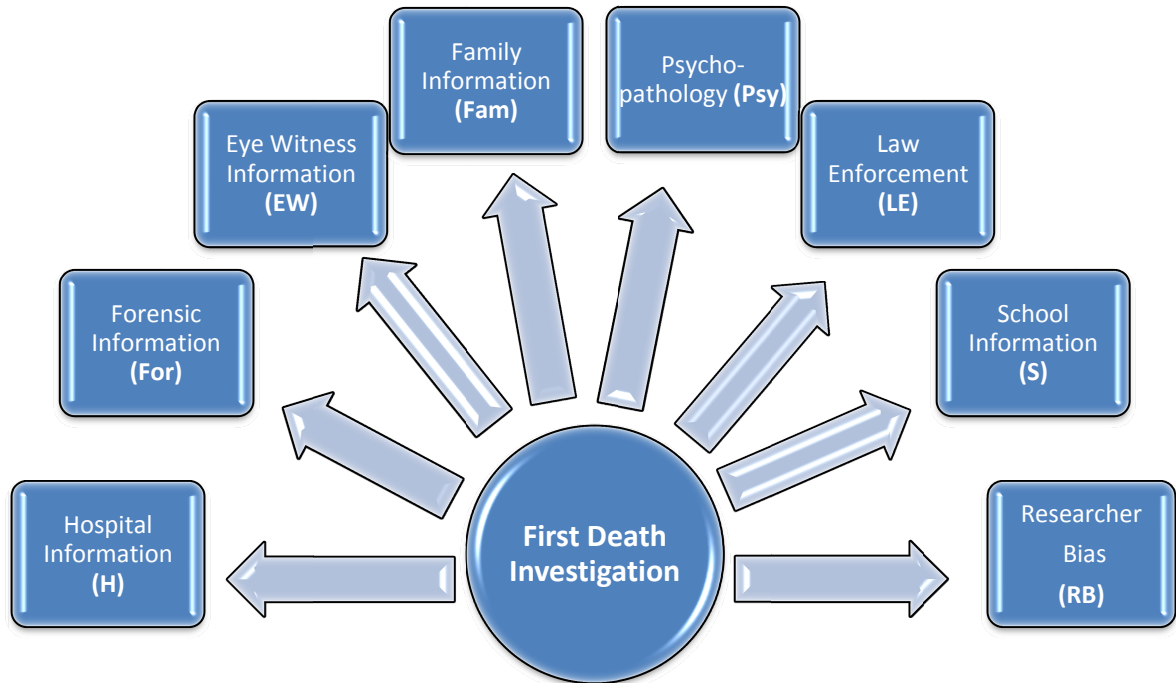 Family
Information
(Fam)
Psycho-
pathology (Psy)
Eye Witness
Information
(EW)
Law
Enforcement
(LE)
Forensic
Information
(For)
School
Information
(S)
Hospital
Information
(H)
First Death
Investigation
Researcher
Bias
(RB)